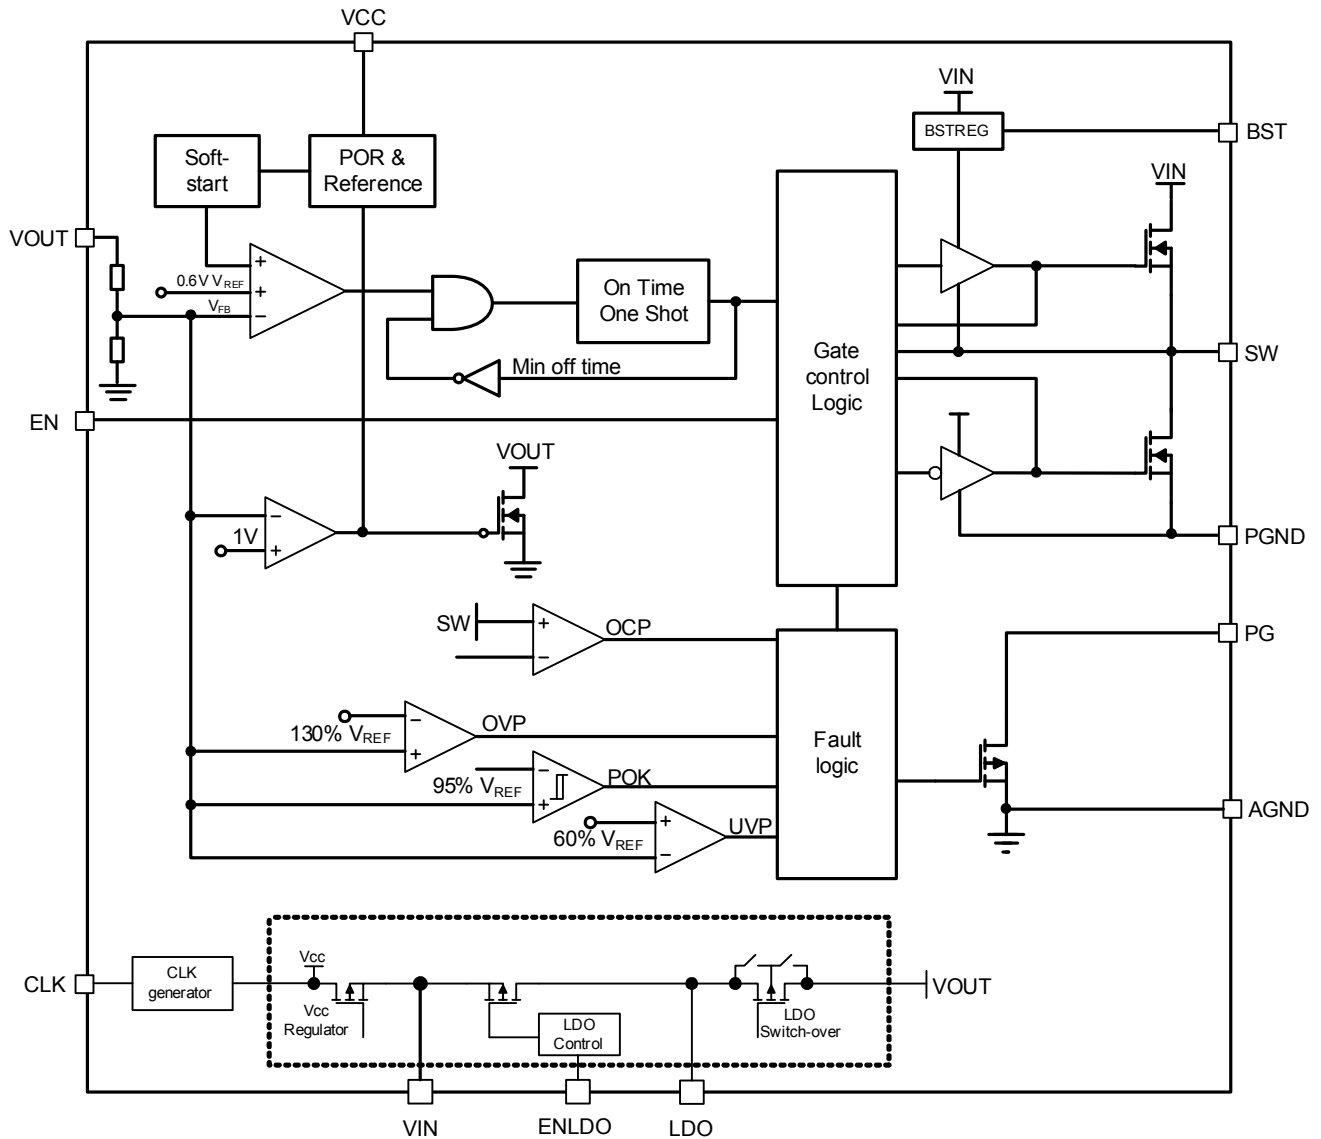 VCC
VIN
BSTREG
BST
Soft-
start
POR &
Reference
VIN
VOUT
0.6V VREF
+
+
VFB
−
On Time
One Shot
Min off time
Gate
control
Logic
SW
EN
VOUT
−
1V
+
PGND
SW
+
−
OCP
PG
130% VREF
−
+
OVP
95% VREF
−
+
POK
60% VREF
+
−
UVP
Fault
logic
AGND
CLK
CLK
generator
Vcc
Vcc
Regulator
LDO
Control
LDO
Switch-over
VOUT
VIN
ENLDO
LDO